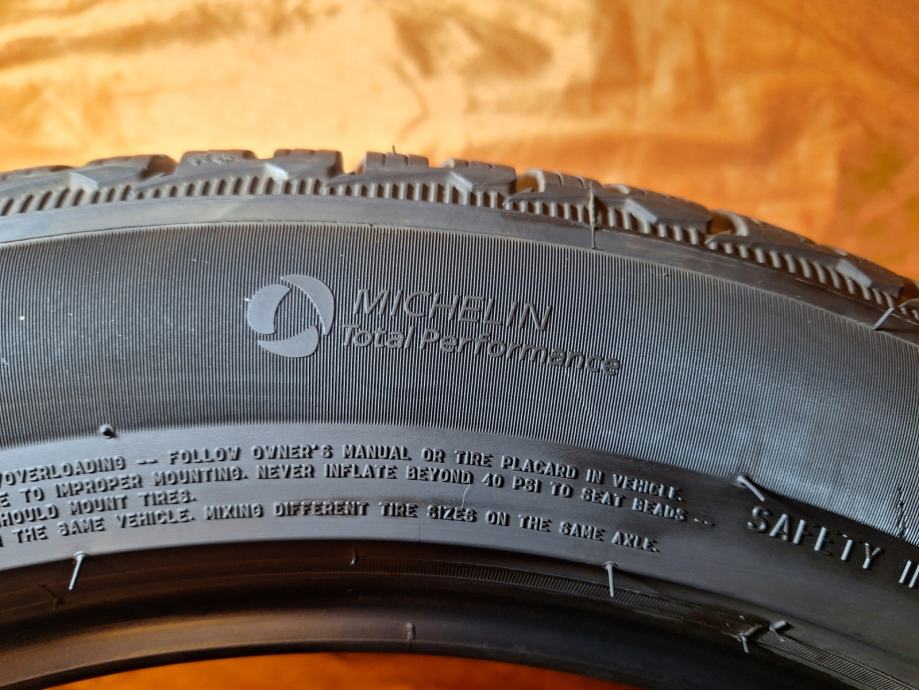 MICHELIN
Total Performance
/OVERLOADING -- FOLLOW OWNER'S MANUAL OR TIRE PLACARD IN VEHICLE.
E TO IMPROPER MOUNTING. NEVER INFLATE BEYOND 40 PSI TO SEAT BEADS ...
SHOULD MOUNT TIRES.
N THE SAME VEHICLE. MIXING DIFFERENT TIRE SIZES ON THE SAME AXLE.
SAFETY